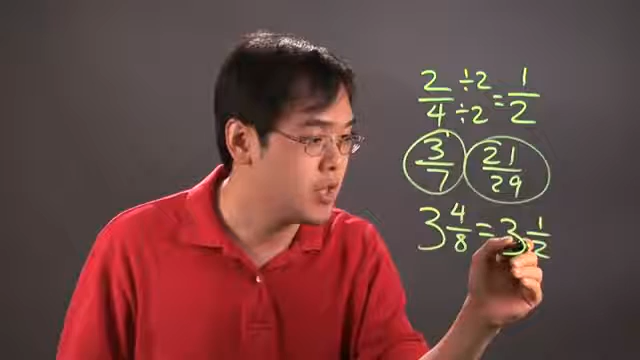 2/4 ÷2/÷2 = 1/2
3/7 21/29
3 4/8 = 3 1/2